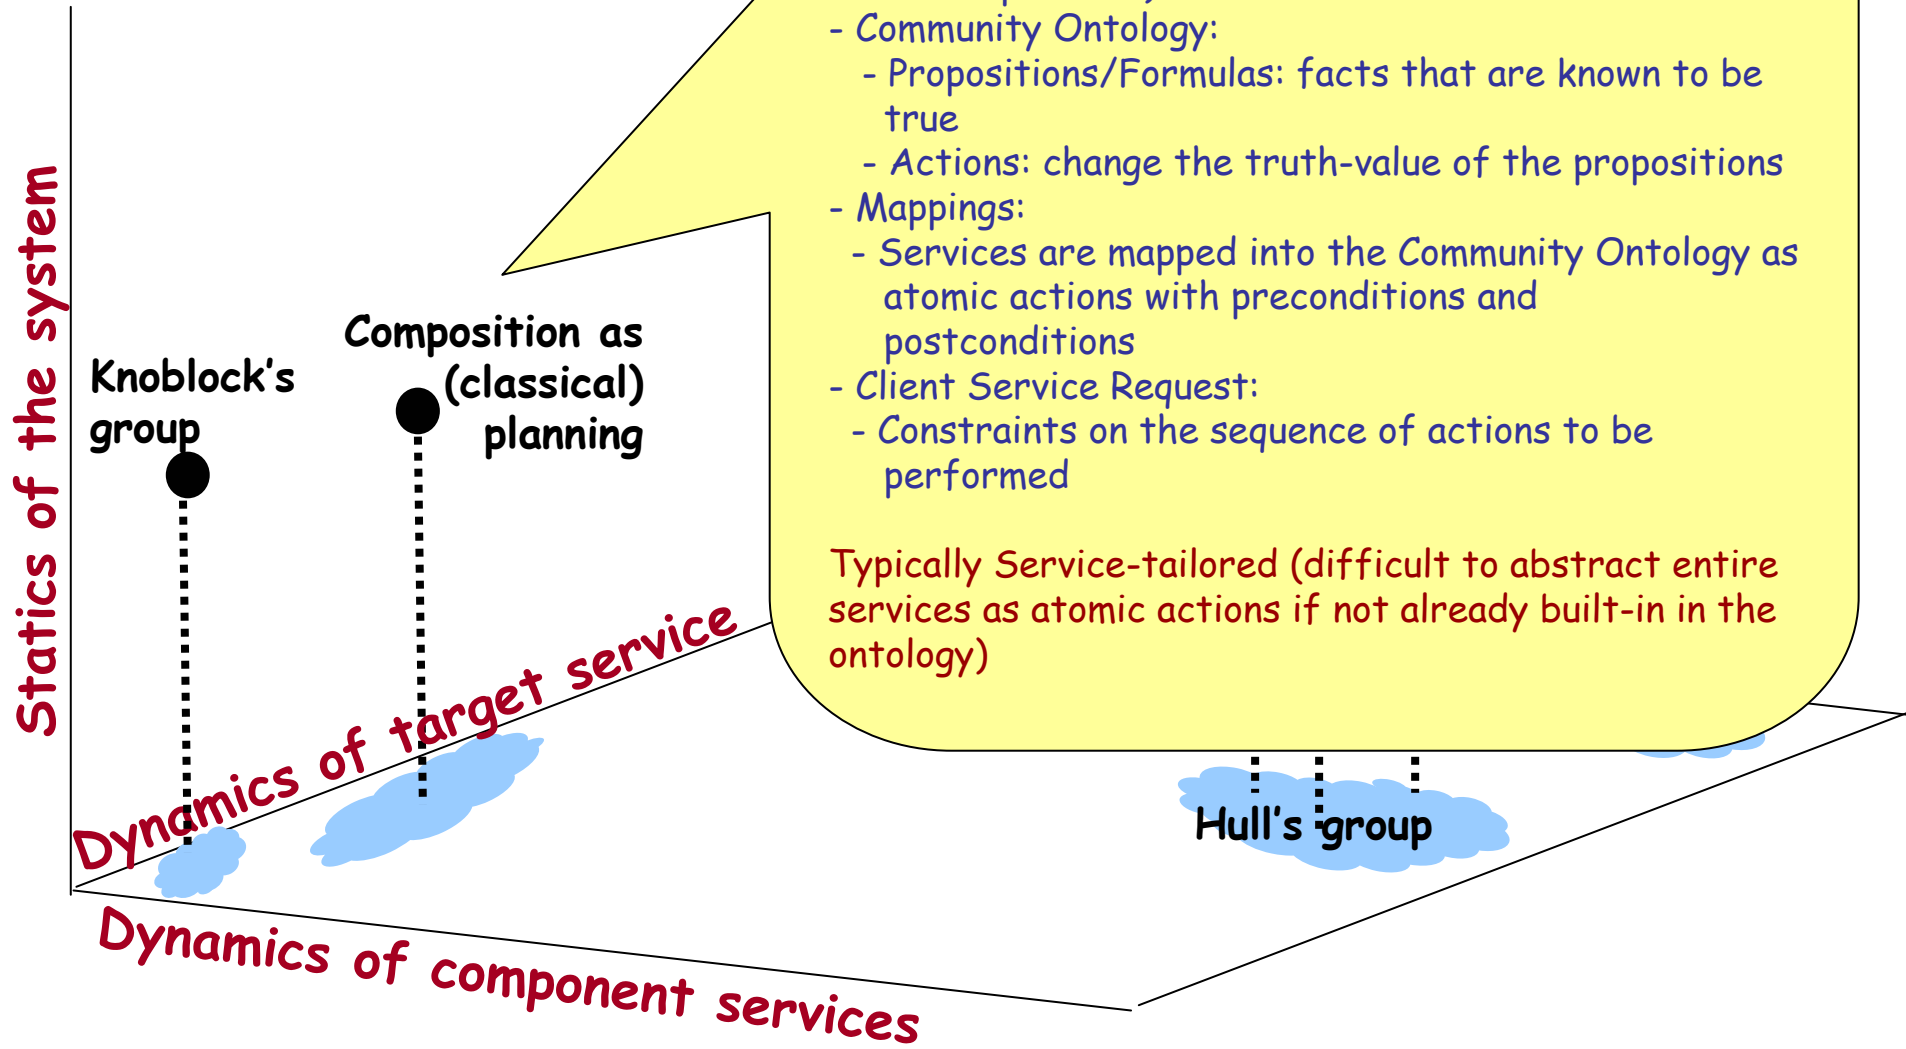 - Community Ontology:
- Propositions/Formulas: facts that are known to be
true
- Actions: change the truth-value of the propositions
- Mappings:
- Services are mapped into the Community Ontology as
atomic actions with preconditions and
postconditions
- Client Service Request:
- Constraints on the sequence of actions to be
performed
Typically Service-tailored (difficult to abstract entire
services as atomic actions if not already built-in in the
ontology)
Statics of the system
Knoblock's
group
Composition as
(classical)
planning
Dynamics of target service
Hull's group
Dynamics of component services